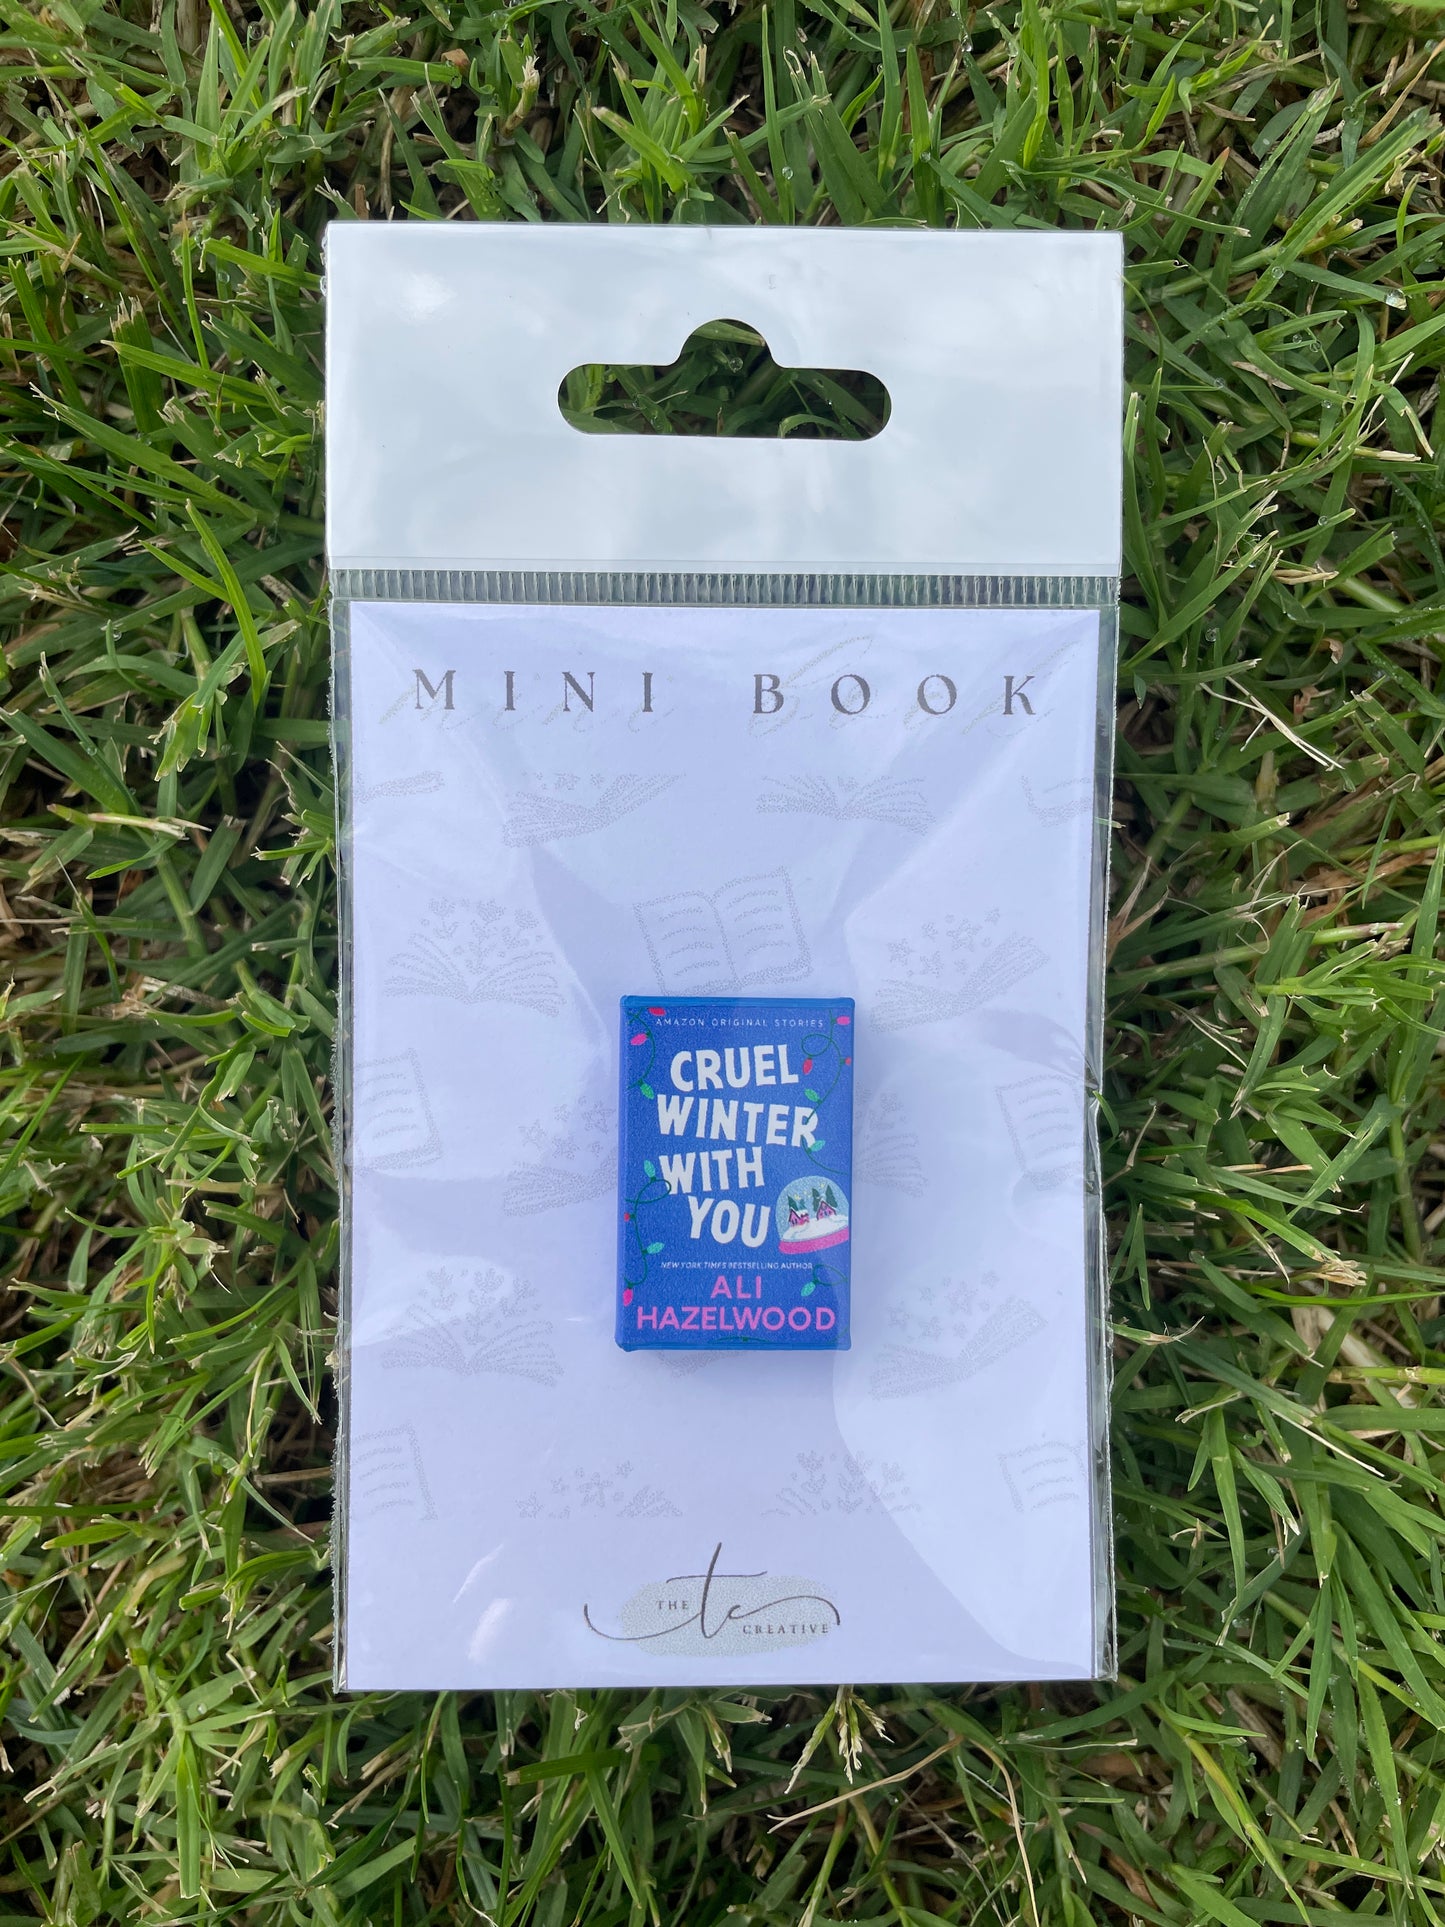 MINI BOOK
AMAZON ORIGINAL STORIES
CRUEL
WINTER
WITH
YOU
NEW YORK TIMES BESTSELLING AUTHOR
ALI
HAZELWOOD
THE tc CREATIVE